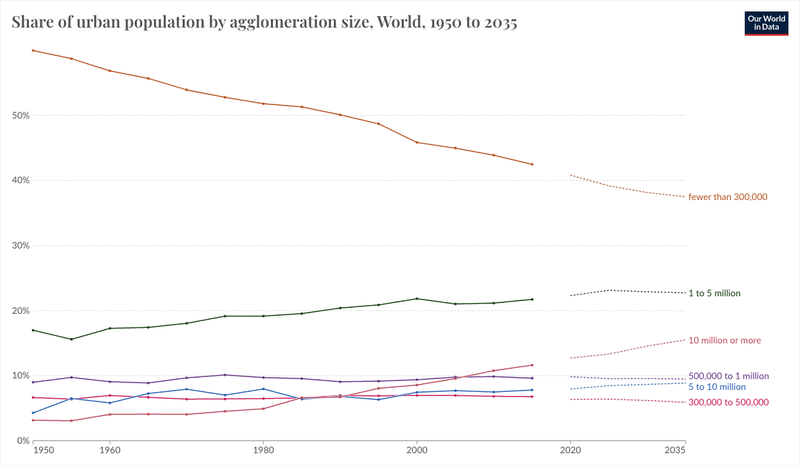 Share of urban population by agglomeration size, World, 1950 to 2035
Our World
in Data
50%
40%
30%
20%
10%
0%
fewer than 300,000
1 to 5 million
10 million or more
500,000 to 1 million
5 to 10 million
300,000 to 500,000
1950
1960
1980
2000
2020
2035